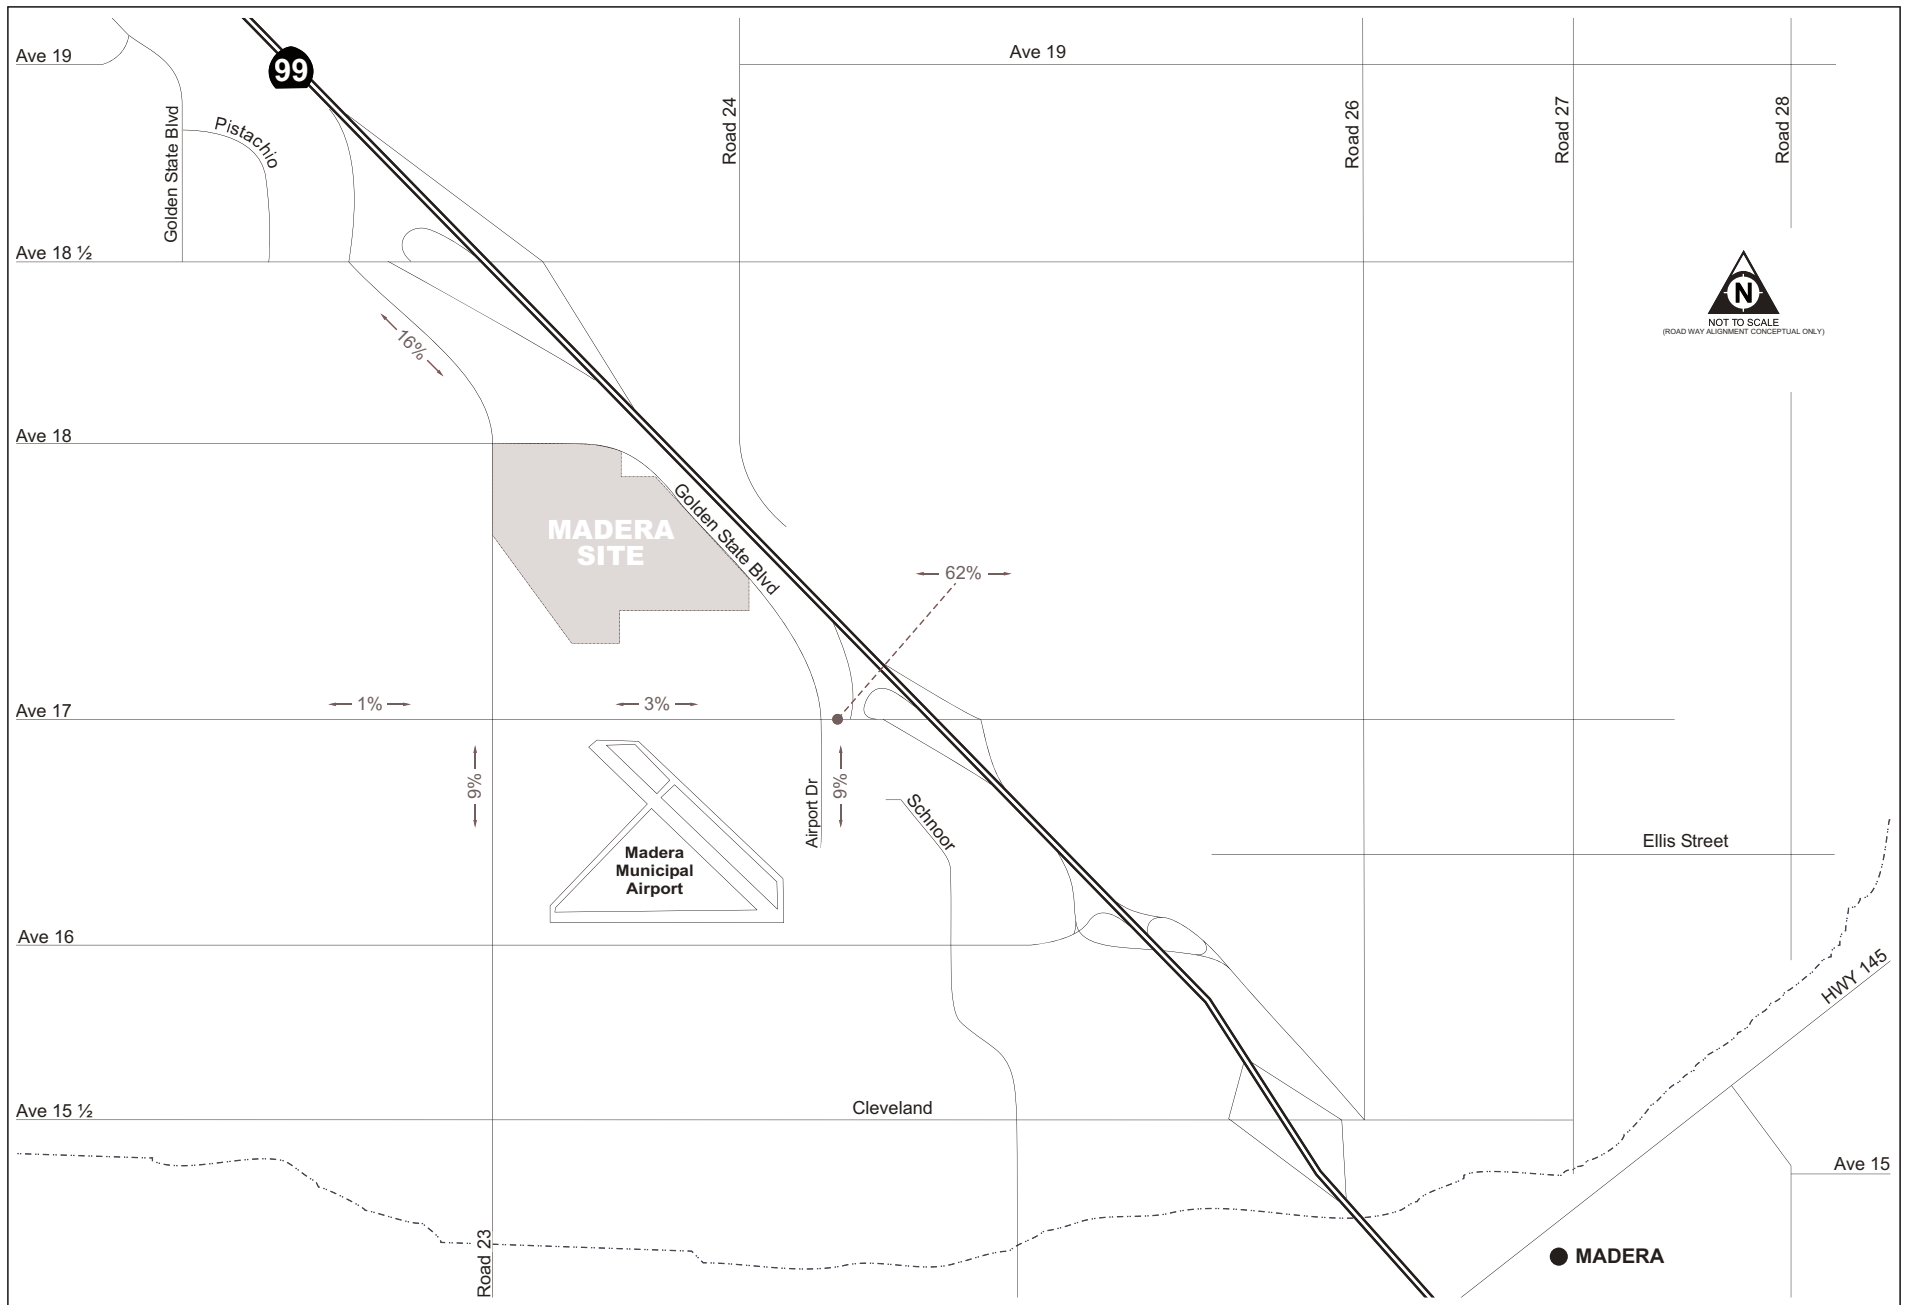 Ave 19
99
Ave 19
Golden State Blvd
Pistachio
Road 24
Road 26
Road 27
Road 28
Ave 18 ½
N
NOT TO SCALE
(ROAD WAY ALIGNMENT CONCEPTUAL ONLY)
16%
Ave 18
MADERA
SITE
Golden State Blvd
62%
Ave 17
1%
3%
9%
Airport Dr
9%
Schnoor
Madera
Municipal
Airport
Ellis Street
Ave 16
HWY 145
Ave 15 ½
Cleveland
Ave 15
Road 23
MADERA